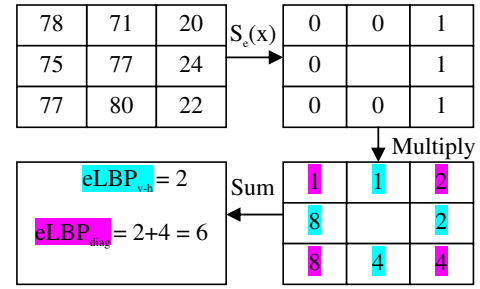 78 71 20
75 77 24
77 80 22
Sₑ(x)
0 0 1
0 1
0 0 1
Multiply
1 1 2
8 2
8 4 4
Sum
eLBPᵥ₋ₕ = 2
eLBP_diag = 2+4 = 6